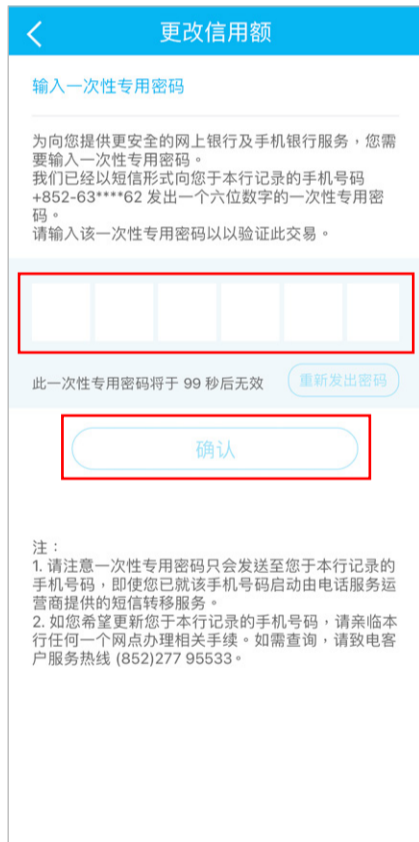 更改信用额
输入一次性专用密码
为向您提供更安全的网上银行及手机银行服务，您需
要输入一次性专用密码。
我们已经以短信形式向您于本行记录的手机号码
+852-63****62 发出一个六位数字的一次性专用密
码。
请输入该一次性专用密码以以验证此交易。
此一次性专用密码将于 99 秒后无效
重新发出密码
确认
注：
1. 请注意一次性专用密码只会发送至您于本行记录的
手机号码，即使您已就该手机号码启动由电话服务运
营商提供的短信转移服务。
2. 如您希望更新您于本行记录的手机号码，请亲临本
行任何一个网点办理相关手续。如需查询，请致电客
户服务热线 (852)277 95533。